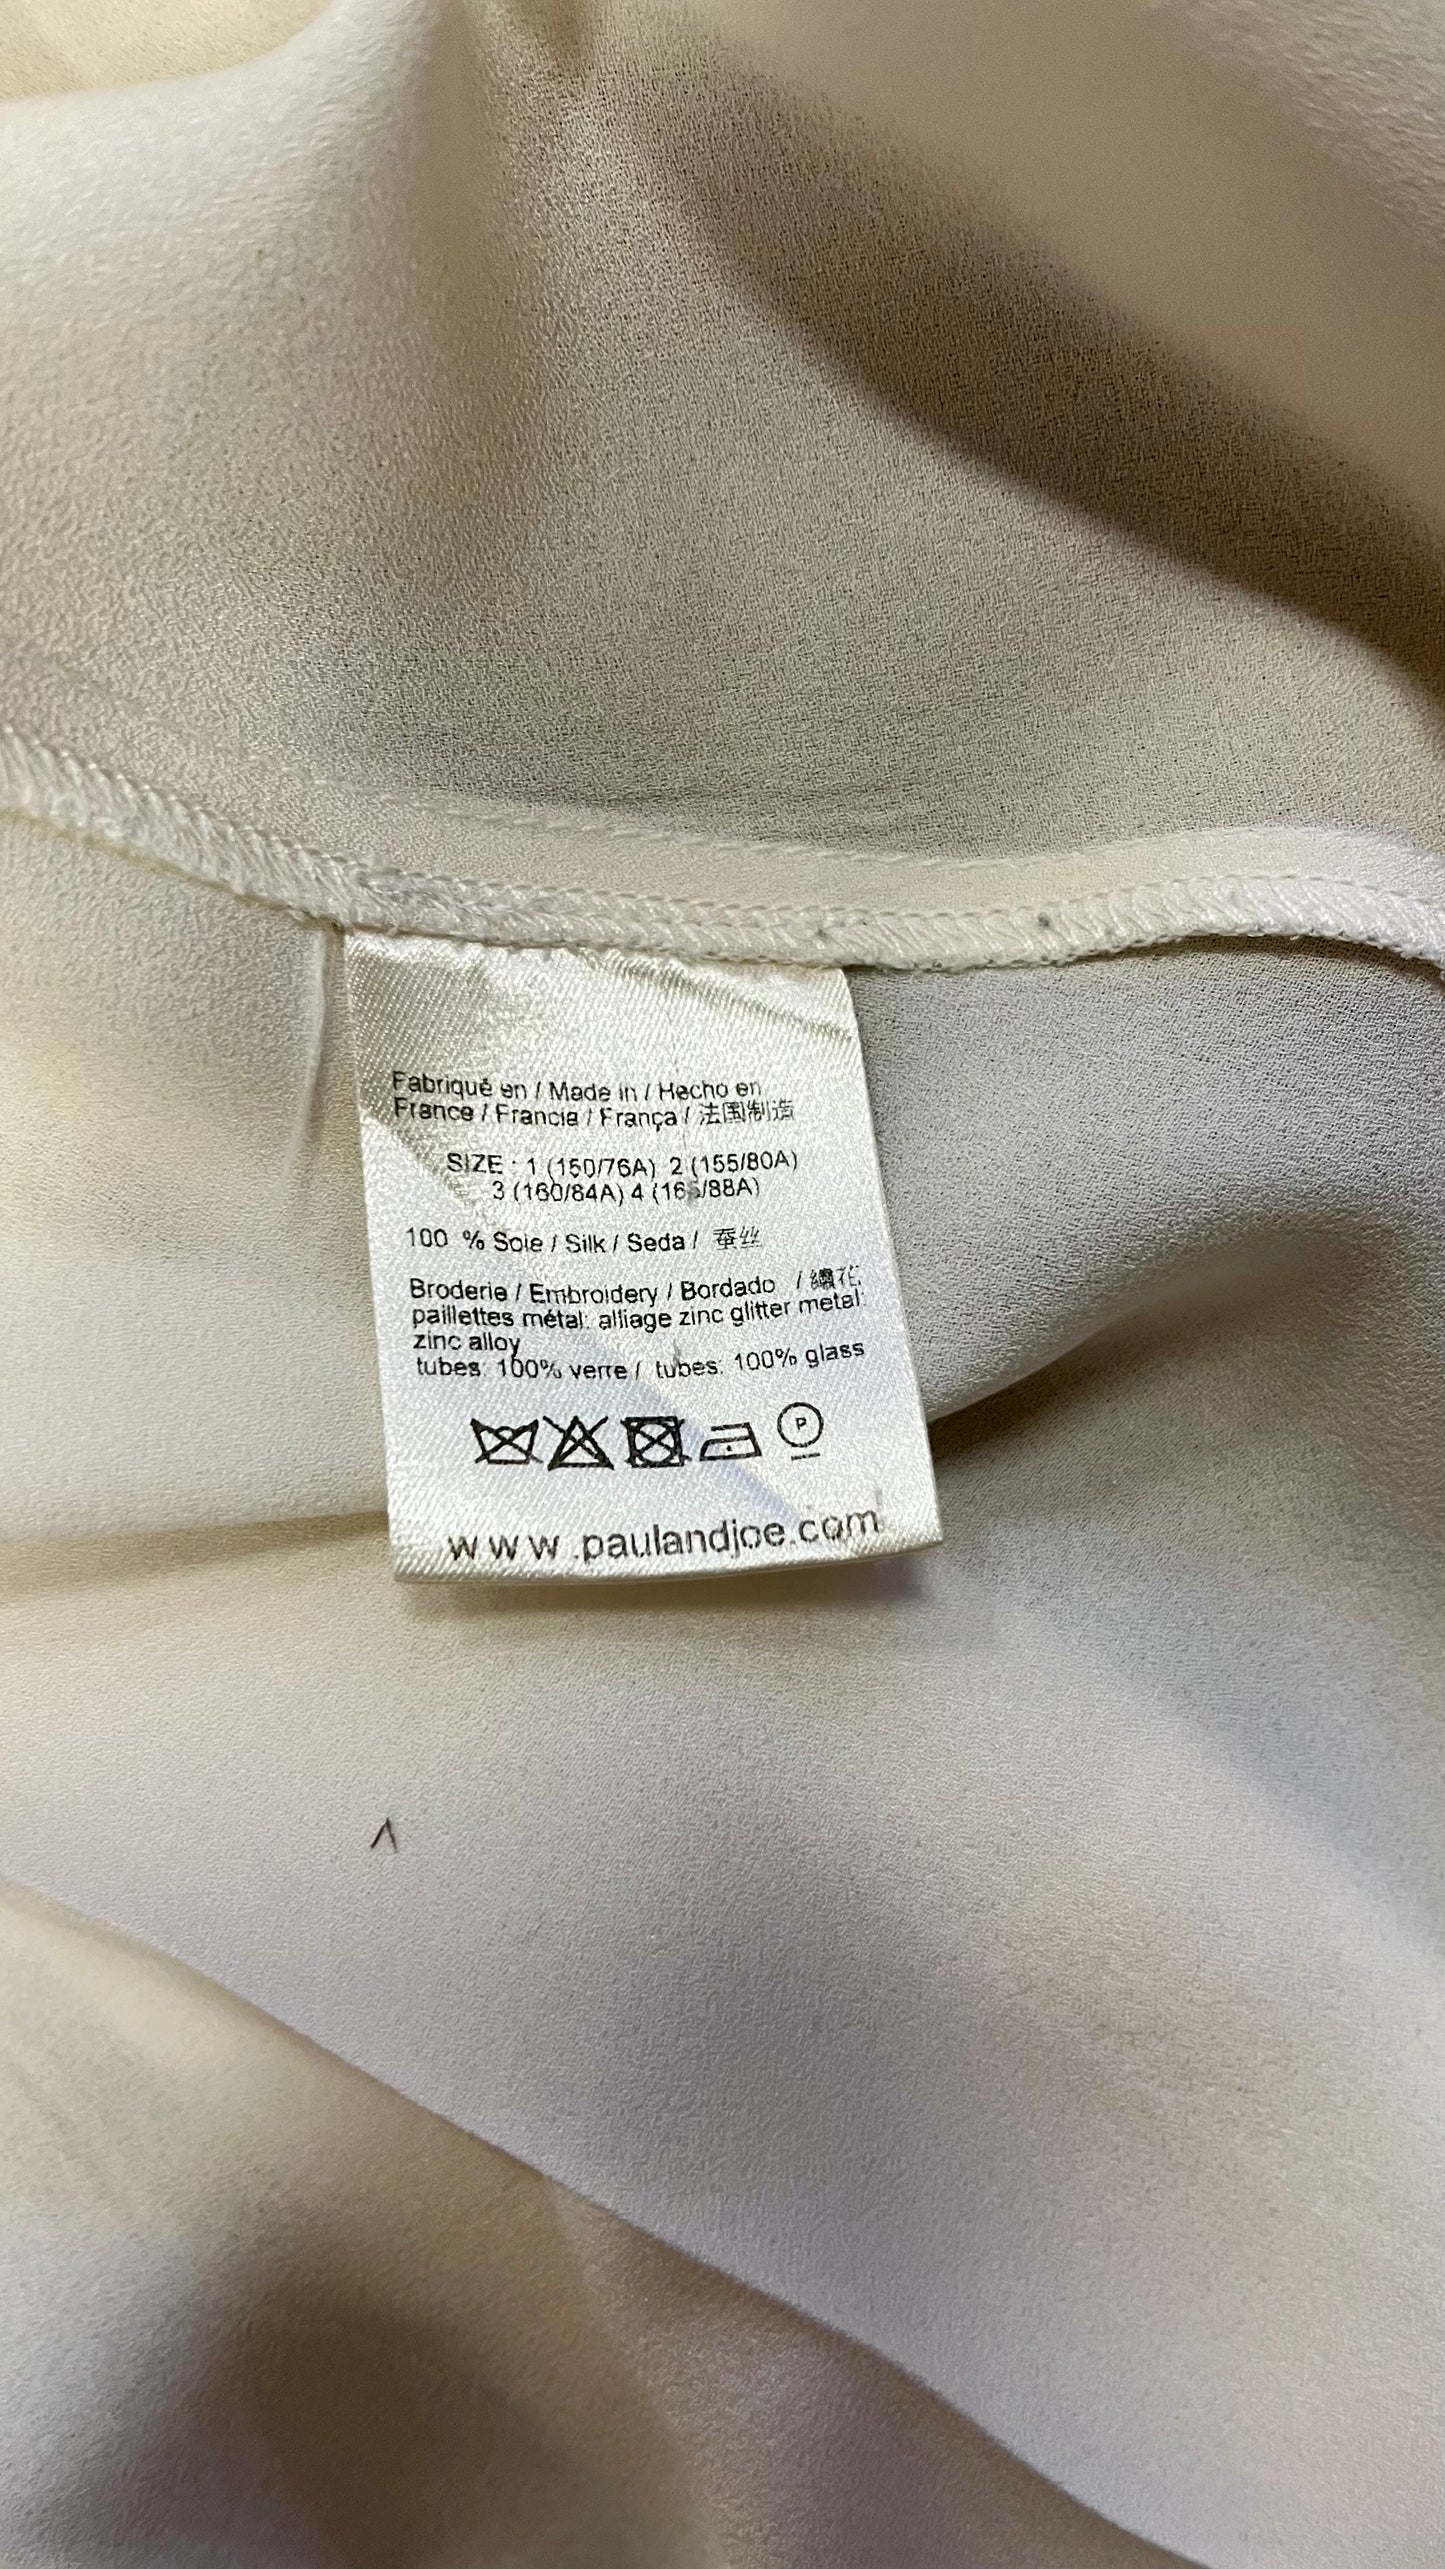 Fabriqué en / Made in / Hecho en
France / Francia / França / 法国制造
SIZE : 1 (150/76A) 2 (155/80A)
3 (160/84A) 4 (165/88A)
100 % Soie / Silk / Seda / 蚕丝
Broderie / Embroidery / Bordado / 繡花
paillettes métal: alliage zinc glitter metal:
zinc alloy
tubes: 100% verre / tubes: 100% glass
P
www.paulandjoe.com